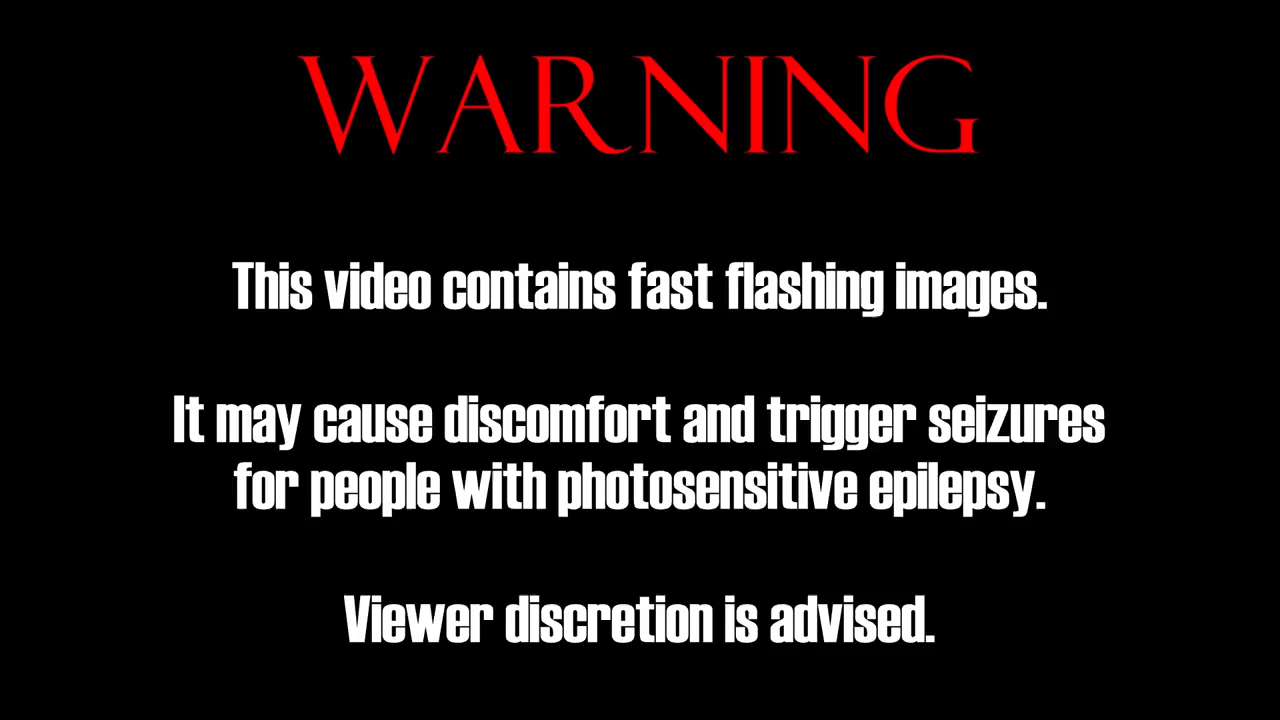 WARNING
This video contains fast flashing images.
It may cause discomfort and trigger seizures
for people with photosensitive epilepsy.
Viewer discretion is advised.